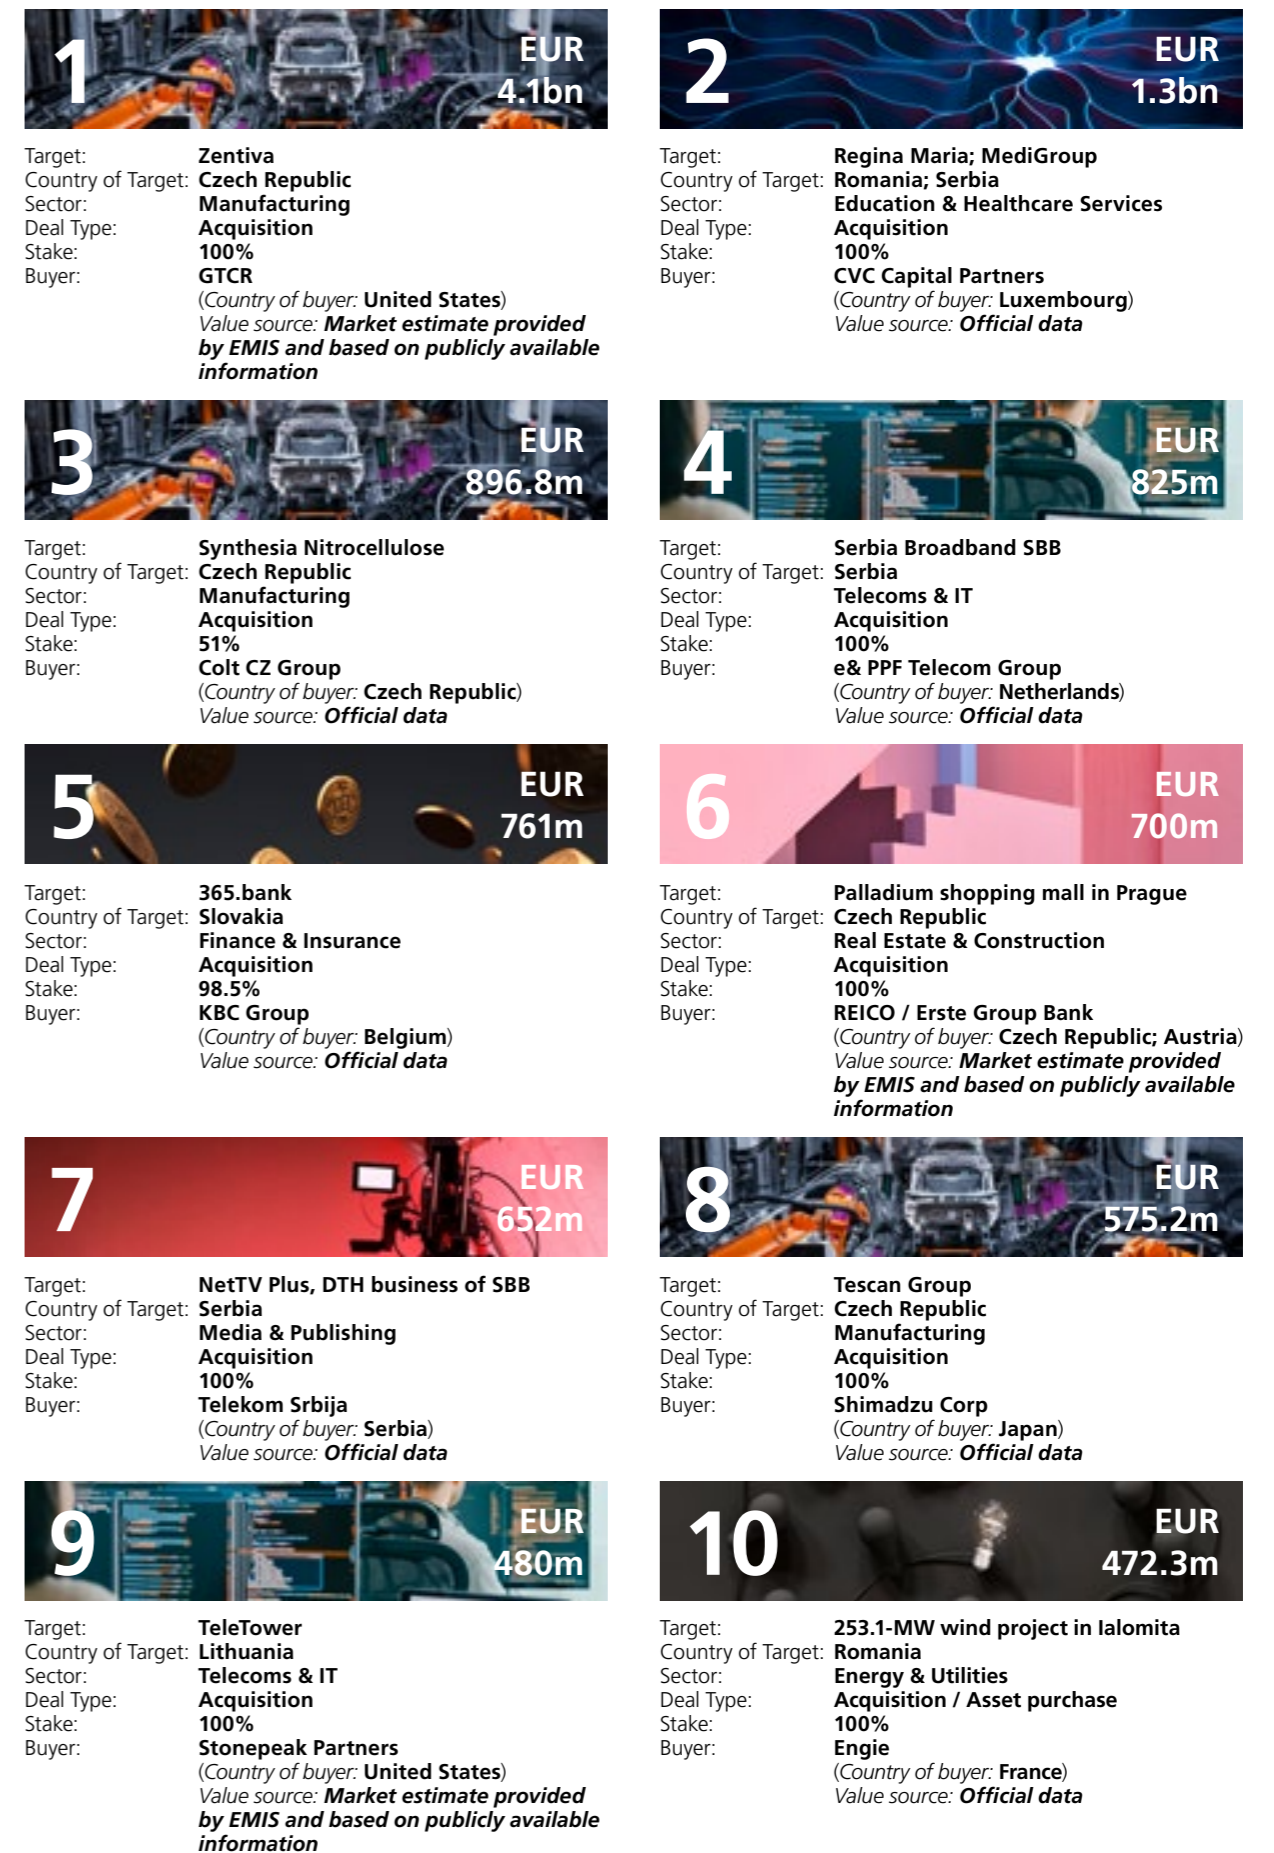 1
EUR
4.1bn
Target: Zentiva
Country of Target: Czech Republic
Sector: Manufacturing
Deal Type: Acquisition
Stake: 100%
Buyer: GTCR
(Country of buyer: United States)
Value source: Market estimate provided
by EMIS and based on publicly available
information
2
EUR
1.3bn
Target: Regina Maria; MediGroup
Country of Target: Romania; Serbia
Sector: Education & Healthcare Services
Deal Type: Acquisition
Stake: 100%
Buyer: CVC Capital Partners
(Country of buyer: Luxembourg)
Value source: Official data
3
EUR
896.8m
Target: Synthesia Nitrocellulose
Country of Target: Czech Republic
Sector: Manufacturing
Deal Type: Acquisition
Stake: 51%
Buyer: Colt CZ Group
(Country of buyer: Czech Republic)
Value source: Official data
4
EUR
825m
Target: Serbia Broadband SBB
Country of Target: Serbia
Sector: Telecoms & IT
Deal Type: Acquisition
Stake: 100%
Buyer: e& PPF Telecom Group
(Country of buyer: Netherlands)
Value source: Official data
5
EUR
761m
Target: 365.bank
Country of Target: Slovakia
Sector: Finance & Insurance
Deal Type: Acquisition
Stake: 98.5%
Buyer: KBC Group
(Country of buyer: Belgium)
Value source: Official data
6
EUR
700m
Target: Palladium shopping mall in Prague
Country of Target: Czech Republic
Sector: Real Estate & Construction
Deal Type: Acquisition
Stake: 100%
Buyer: REICO / Erste Group Bank
(Country of buyer: Czech Republic; Austria)
Value source: Market estimate provided
by EMIS and based on publicly available
information
7
EUR
652m
Target: NetTV Plus, DTH business of SBB
Country of Target: Serbia
Sector: Media & Publishing
Deal Type: Acquisition
Stake: 100%
Buyer: Telekom Srbija
(Country of buyer: Serbia)
Value source: Official data
8
EUR
575.2m
Target: Tescan Group
Country of Target: Czech Republic
Sector: Manufacturing
Deal Type: Acquisition
Stake: 100%
Buyer: Shimadzu Corp
(Country of buyer: Japan)
Value source: Official data
9
EUR
480m
Target: TeleTower
Country of Target: Lithuania
Sector: Telecoms & IT
Deal Type: Acquisition
Stake: 100%
Buyer: Stonepeak Partners
(Country of buyer: United States)
Value source: Market estimate provided
by EMIS and based on publicly available
information
10
EUR
472.3m
Target: 253.1-MW wind project in Ialomita
Country of Target: Romania
Sector: Energy & Utilities
Deal Type: Acquisition / Asset purchase
Stake: 100%
Buyer: Engie
(Country of buyer: France)
Value source: Official data